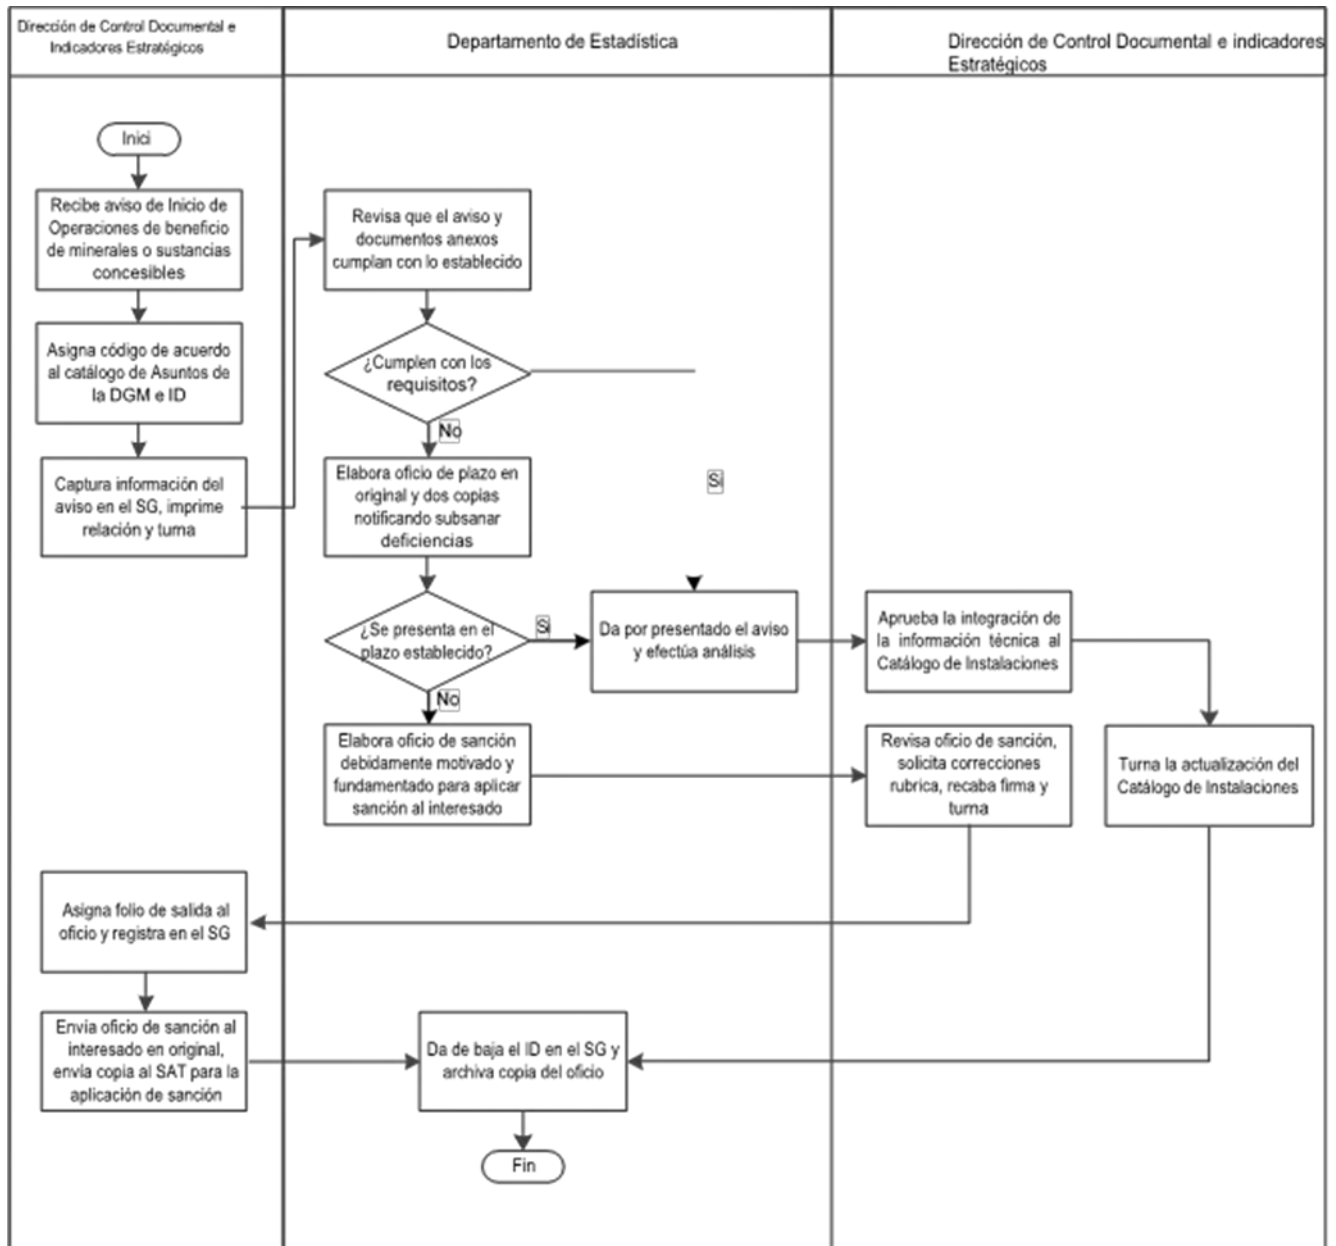 Dirección de Control Documental e
Indicadores Estratégicos
Departamento de Estadística
Dirección de Control Documental e indicadores
Estratégicos
Inici
Recibe aviso de Inicio de
Operaciones de beneficio
de minerales o sustancias
concesibles
Asigna código de acuerdo
al catálogo de Asuntos de
la DGM e ID
Captura información del
aviso en el SG, imprime
relación y turna
Revisa que el aviso y
documentos anexos
cumplan con lo establecido
¿Cumplen con los
requisitos?
No
Si
Elabora oficio de plazo en
original y dos copias
notificando subsanar
deficiencias
¿Se presenta en el
plazo establecido?
Si
No
Da por presentado el aviso
y efectúa análisis
Aprueba la integración de
la información técnica al
Catálogo de Instalaciones
Elabora oficio de sanción
debidamente motivado y
fundamentado para aplicar
sanción al interesado
Revisa oficio de sanción,
solicita correcciones
rubrica, recaba firma y
turna
Turna la actualización del
Catálogo de Instalaciones
Asigna folio de salida al
oficio y registra en el SG
Envia oficio de sanción al
interesado en original,
envía copia al SAT para la
aplicación de sanción
Da de baja el ID en el SG y
archiva copia del oficio
Fin